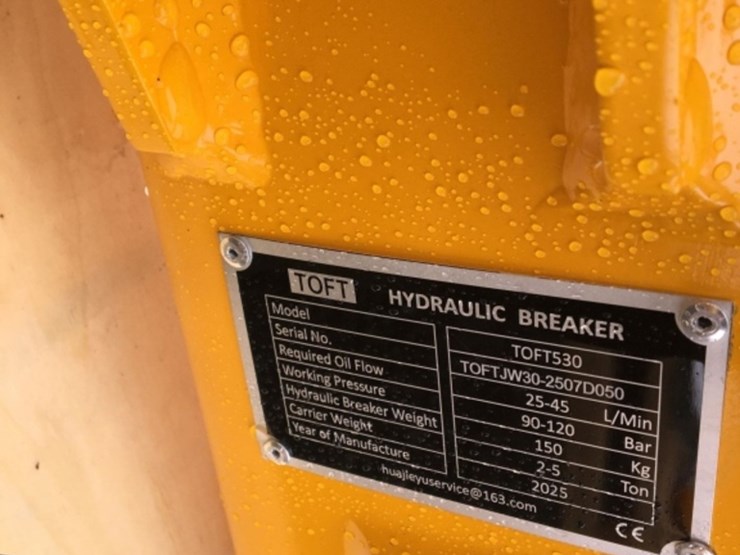 TOFT HYDRAULIC BREAKER
Model TOFT530
Serial No. TOFTJW30-2507D050
Required Oil Flow 25-45 L/Min
Working Pressure 90-120 Bar
Hydraulic Breaker Weight 150 Kg
Carrier Weight 2-5 Ton
Year of Manufacture 2025
huajieyuservice@163.com CE